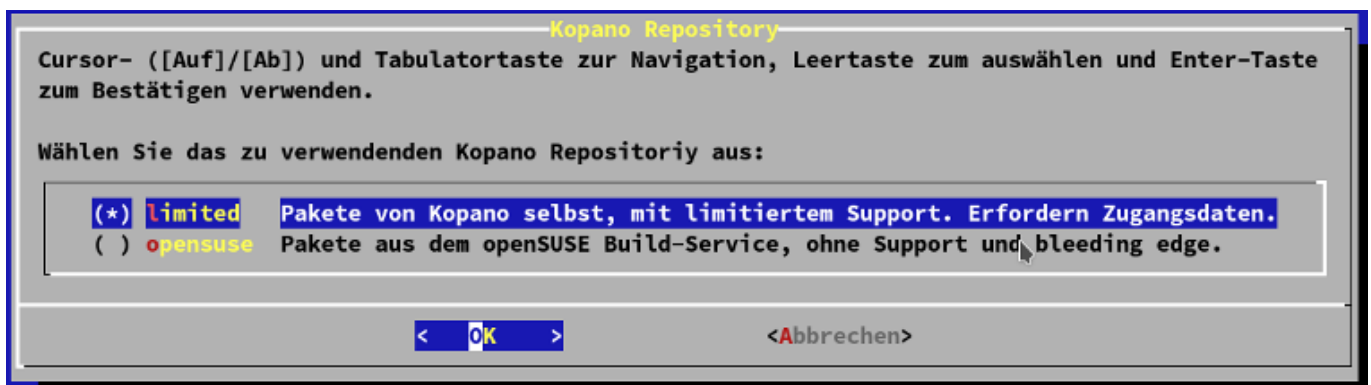 Kopano Repository
Cursor- ([Auf]/[Ab]) und Tabulatortaste zur Navigation, Leertaste zum auswählen und Enter-Taste
zum Bestätigen verwenden.
Wählen Sie das zu verwendenden Kopano Repositoriy aus:
(*) limited Pakete von Kopano selbst, mit limitiertem Support. Erfordern Zugangsdaten.
( ) opensuse Pakete aus dem openSUSE Build-Service, ohne Support und bleeding edge.
< OK > <Abbrechen>